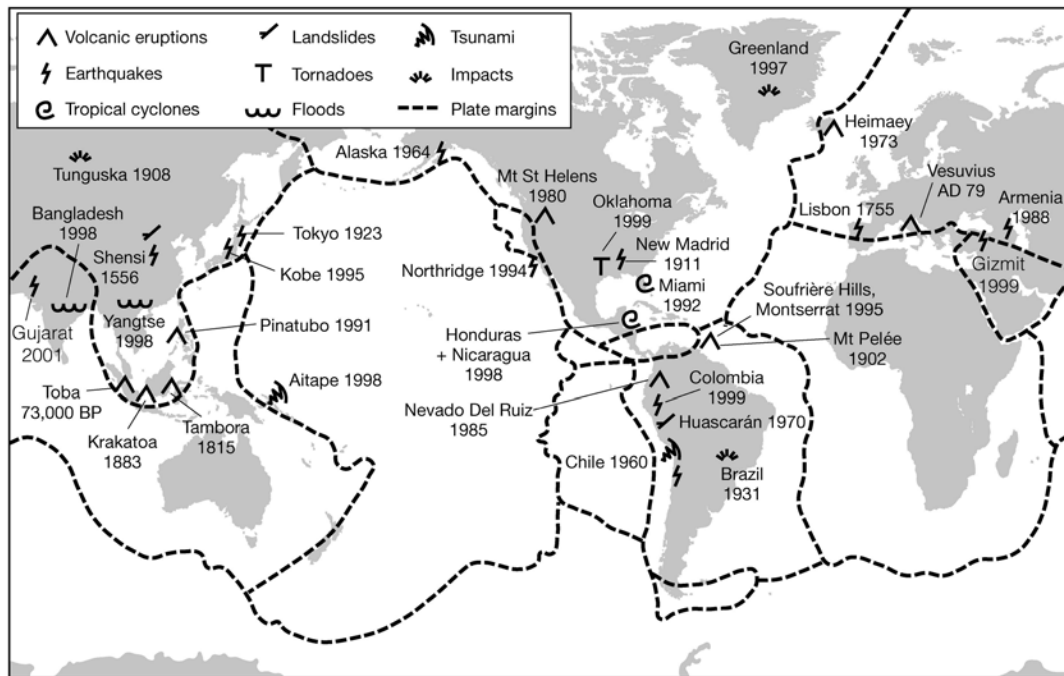 Volcanic eruptions
Landslides
Tsunami
Earthquakes
Tornadoes
Impacts
Tropical cyclones
Floods
Plate margins
Greenland
1997
Heimaey
1973
Alaska 1964
Tunguska 1908
Mt St Helens
1980
Vesuvius
AD 79
Oklahoma
1999
Lisbon 1755
Armenia
1988
Bangladesh
1998
Tokyo 1923
Shensi
1556
New Madrid
1911
Kobe 1995
Northridge 1994
Gizmit
1999
Miami
1992
Soufrière Hills,
Montserrat 1995
Gujarat
2001
Yangtse
1998
Pinatubo 1991
Honduras
+ Nicaragua
1998
Mt Pelée
1902
Toba
73,000 BP
Aitape 1998
Colombia
1999
Nevado Del Ruiz
1985
Huascarán 1970
Krakatoa
1883
Tambora
1815
Chile 1960
Brazil
1931